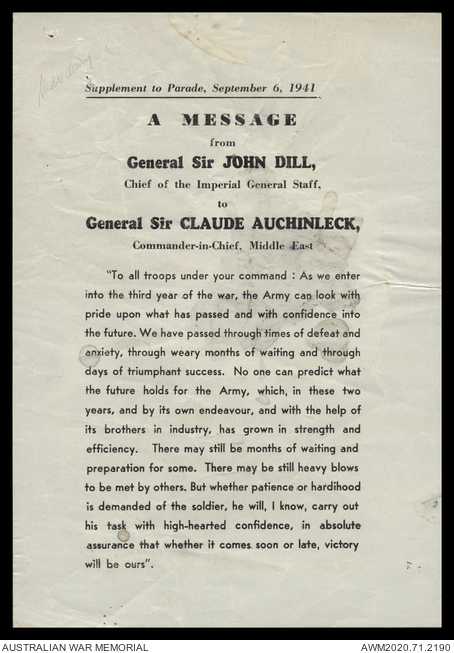 Supplement to Parade, September 6, 1941
A MESSAGE
from
General Sir JOHN DILL,
Chief of the Imperial General Staff,
to
General Sir CLAUDE AUCHINLECK,
Commander-in-Chief, Middle East
"To all troops under your command : As we enter
into the third year of the war, the Army can look with
pride upon what has passed and with confidence into
the future. We have passed through times of defeat and
anxiety, through weary months of waiting and through
days of triumphant success. No one can predict what
the future holds for the Army, which, in these two
years, and by its own endeavour, and with the help of
its brothers in industry, has grown in strength and
efficiency. There may still be months of waiting and
preparation for some. There may be still heavy blows
to be met by others. But whether patience or hardihood
is demanded of the soldier, he will, I know, carry out
his task with high-hearted confidence, in absolute
assurance that whether it comes soon or late, victory
will be ours".
AUSTRALIAN WAR MEMORIAL
AWM2020.71.2190